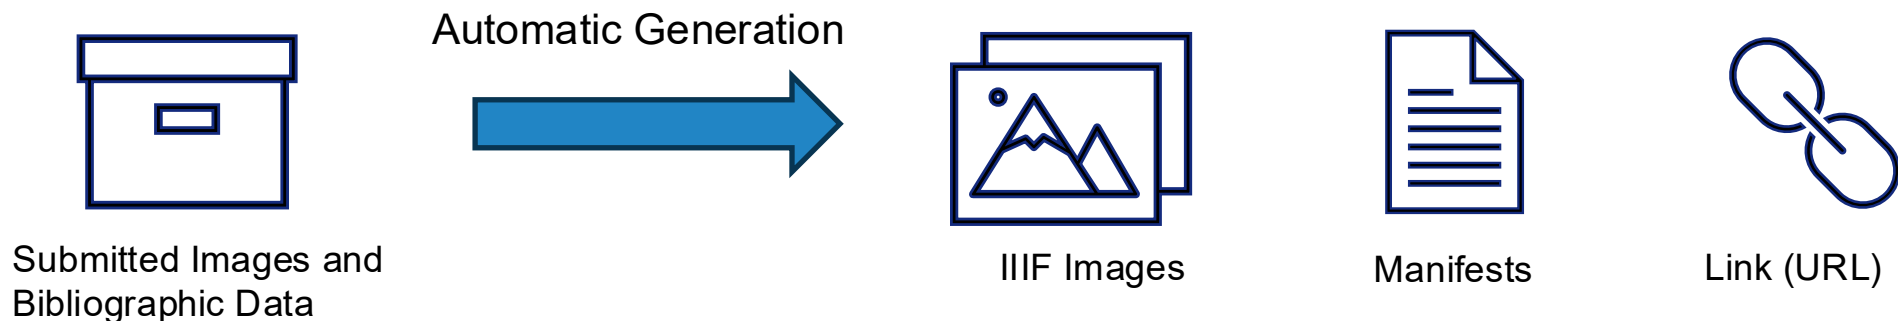 Automatic Generation
Submitted Images and
Bibliographic Data
IIIF Images
Manifests
Link (URL)